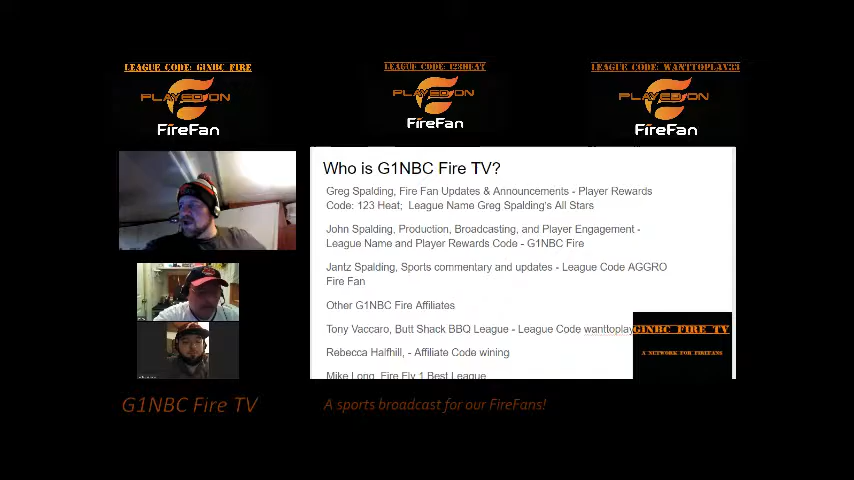 LEAGUE CODE: G1NBC FIRE
LEAGUE CODE: 123HEAT
LEAGUE CODE: WANTTOPLAY33
PLAYED ON
FireFan
PLAYED ON
FireFan
PLAYED ON
FireFan
Who is G1NBC Fire TV?
Greg Spalding, Fire Fan Updates & Announcements - Player Rewards
Code: 123 Heat; League Name Greg Spalding's All Stars
John Spalding, Production, Broadcasting, and Player Engagement -
League Name and Player Rewards Code - G1NBC Fire
Jantz Spalding, Sports commentary and updates - League Code AGGRO
Fire Fan
Other G1NBC Fire Affiliates
Tony Vaccaro, Butt Shack BBQ League - League Code wanttoplay
Rebecca Halfhill, - Affiliate Code wining
Mike Long, Fire Fly 1 Best League
G1NBC FIRE TV
A NETWORK FOR FIREFANS
G1NBC Fire TV
A sports broadcast for our FireFans!